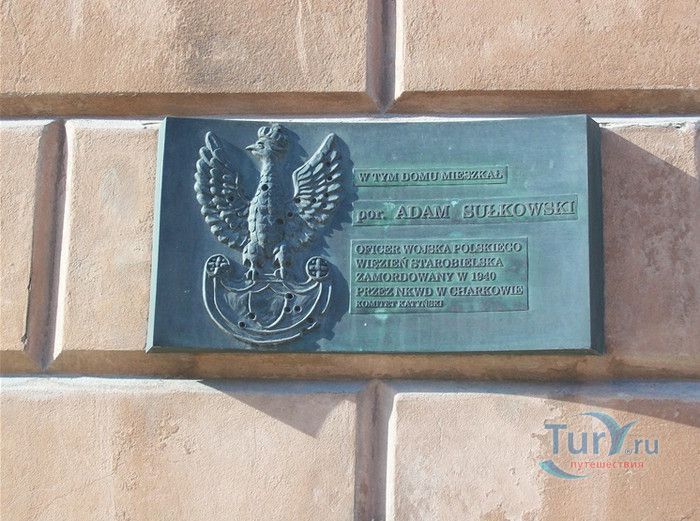 W TYM DOMU MIESZKAŁ
por. ADAM SUŁKOWSKI
OFICER WOJSKA POLSKIEGO
WIĘZIEŃ STAROBIELSKA
ZAMORDOWANY W 1940
PRZEZ NKWD W CHARKOWIE
KOMITET KATYŃSKI
TurY.ru
путешествия